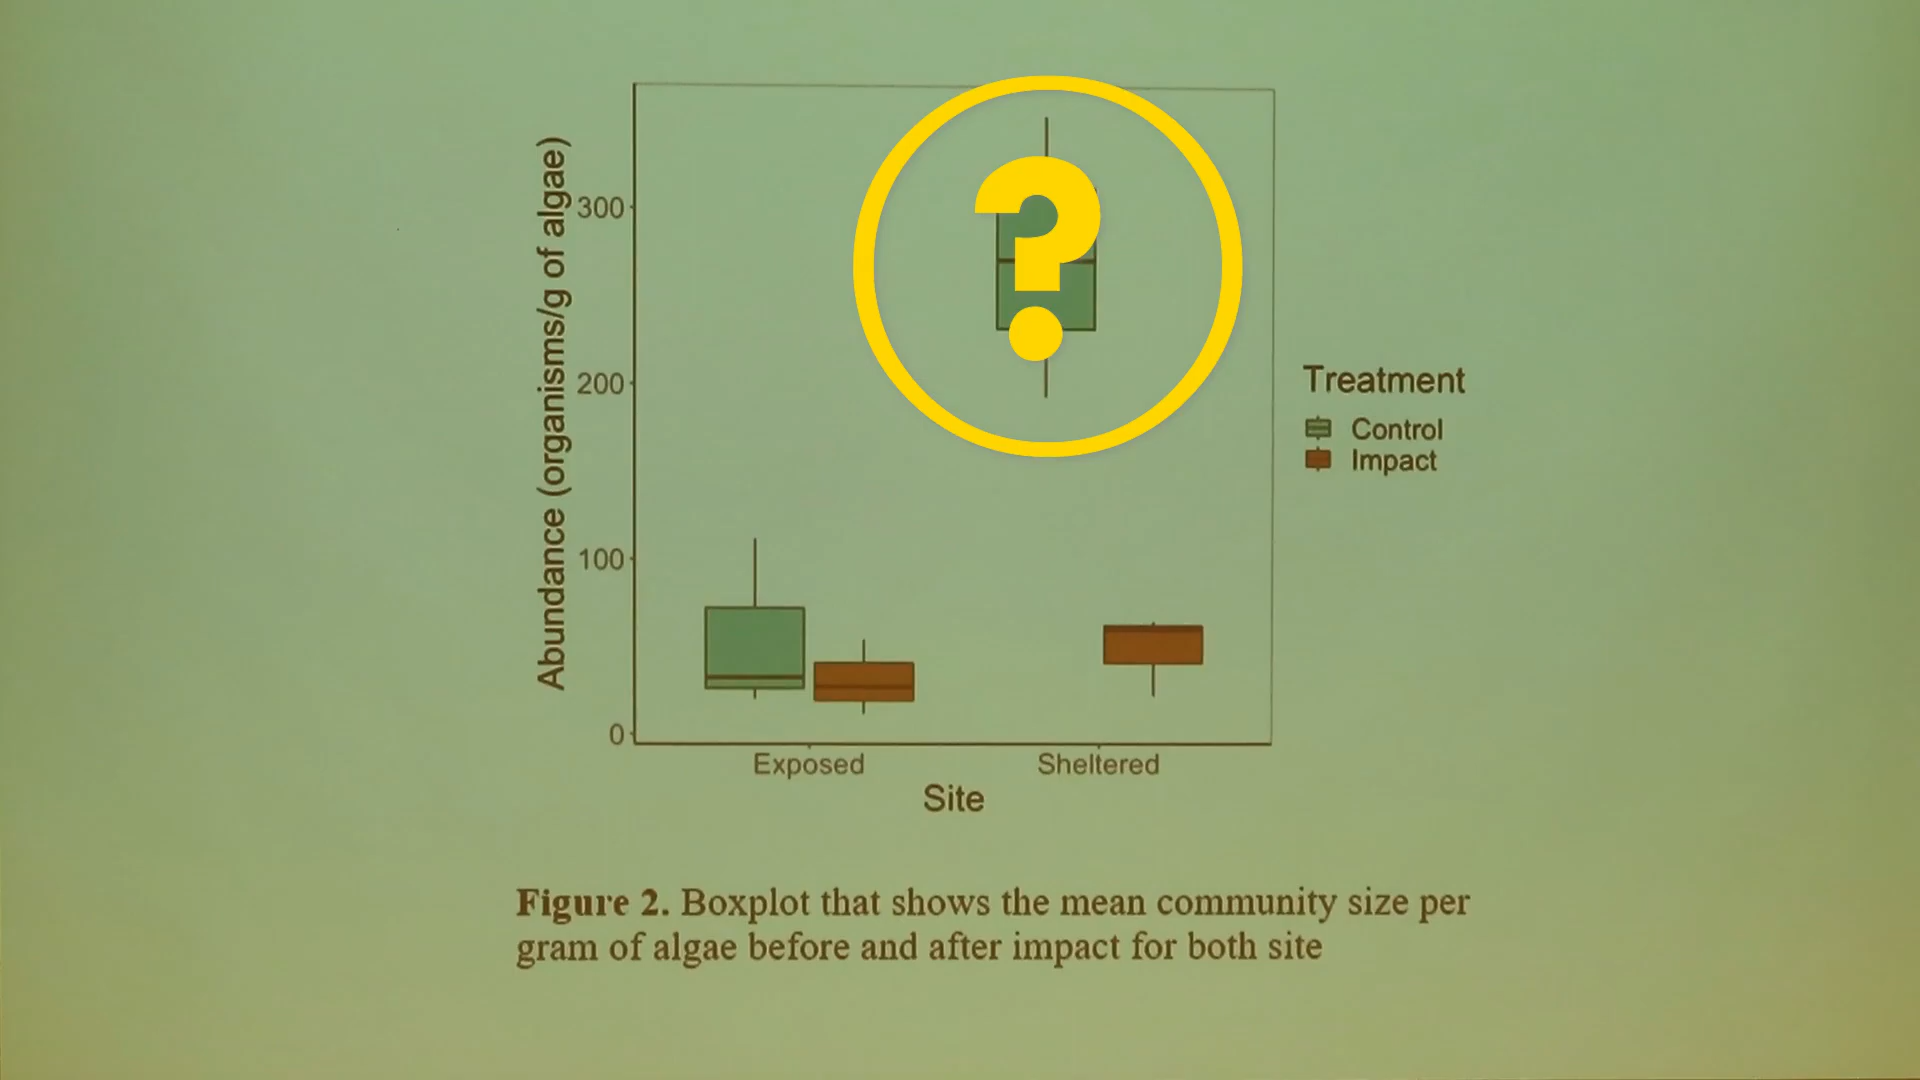 Abundance (organisms/g of algae)
300
200
100
0
?
Exposed
Sheltered
Site
Treatment
Control
Impact
Figure 2. Boxplot that shows the mean community size per
gram of algae before and after impact for both site